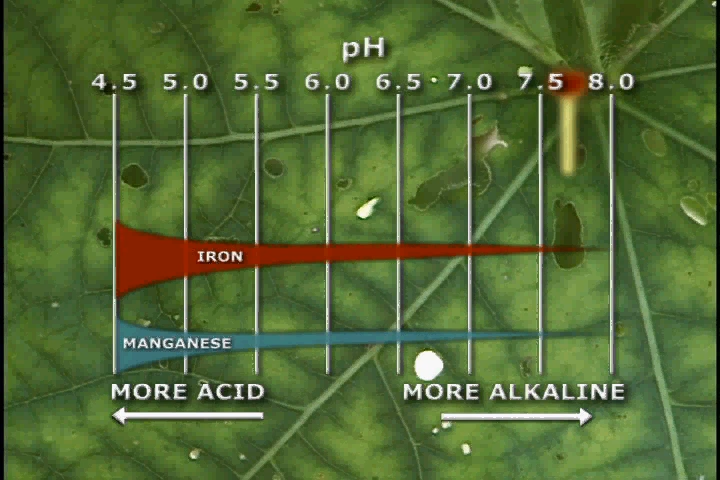 pH
4.5 5.0 5.5 6.0 6.5 7.0 7.5 8.0
IRON
MANGANESE
MORE ACID MORE ALKALINE